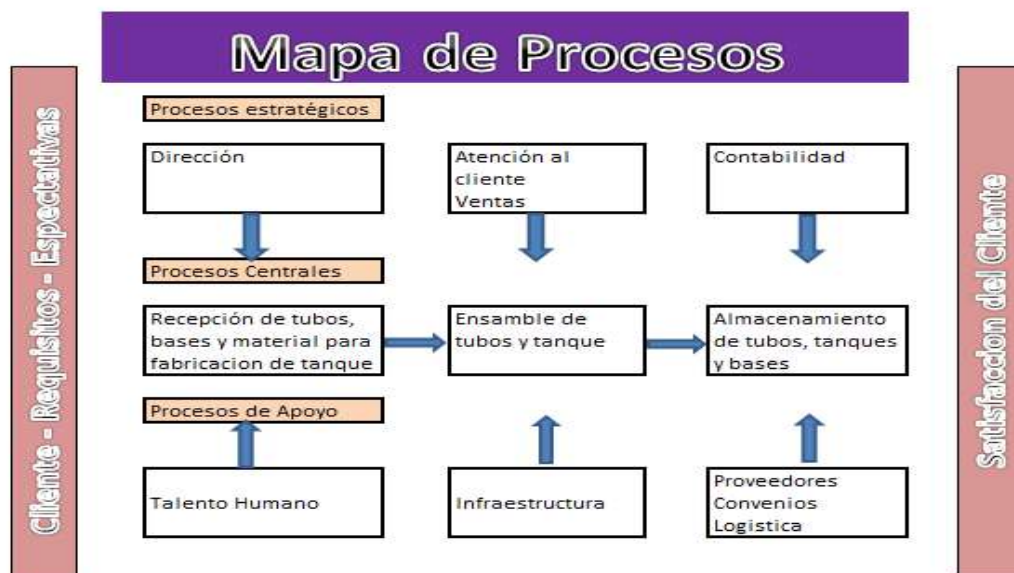 Mapa de Procesos
Cliente - Requisitos - Espectativas
Procesos estratégicos
Dirección
Atención al
cliente
Ventas
Contabilidad
Procesos Centrales
Recepción de tubos,
bases y material para
fabricacion de tanque
Ensamble de
tubos y tanque
Almacenamiento
de tubos, tanques
y bases
Procesos de Apoyo
Talento Humano
Infraestructura
Proveedores
Convenios
Logistica
Satisfaccion del Cliente